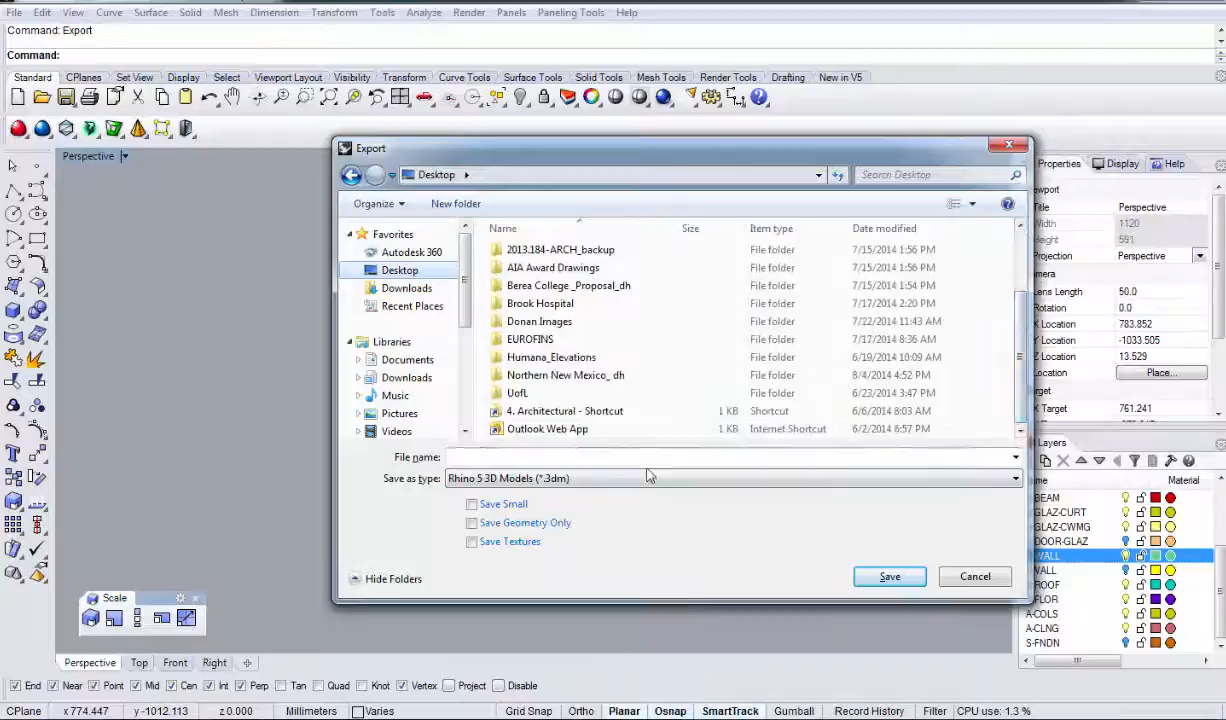 File Edit View Curve Surface Solid Mesh Dimension Transform Tools Analyze Render Panels Paneling Tools Help
Command: Export
Command:
Standard CPlanes Set View Display Select Viewport Layout Visibility Transform Curve Tools Surface Tools Solid Tools Mesh Tools Render Tools Drafting New in V5
Perspective
Export
Desktop
Search Desktop
Organize New folder
Name Size Item type Date modified
Favorites
Autodesk 360
Desktop
Downloads
Recent Places
Libraries
Documents
Downloads
Music
Pictures
Videos
2013.184-ARCH_backup File folder 7/15/2014 1:56 PM
AIA Award Drawings File folder 7/15/2014 1:56 PM
Berea College_Proposal_dh File folder 7/15/2014 1:54 PM
Brook Hospital File folder 7/17/2014 2:20 PM
Donan Images File folder 7/22/2014 11:43 AM
EUROFINS File folder 7/17/2014 8:36 AM
Humana_Elevations File folder 6/19/2014 10:09 AM
Northern New Mexico_ dh File folder 8/4/2014 4:52 PM
UofL File folder 6/23/2014 3:47 PM
4. Architectural - Shortcut 1 KB Shortcut 6/6/2014 8:03 AM
Outlook Web App 1 KB Internet Shortcut 6/2/2014 6:57 PM
File name:
Save as type: Rhino 5 3D Models (*.3dm)
Save Small
Save Geometry Only
Save Textures
Hide Folders
Save Cancel
Properties Display Help
iewport
Title Perspective
Width 1120
Height 591
Projection Perspective
amera
Lens Length 50.0
Rotation 0.0
X Location 783.852
Y Location -1033.505
Z Location 13.529
Location Place...
X Target 761.241
Layers
BEAM
GLAZ-CURT
GLAZ-CWMG
DOOR-GLAZ
WALL
WALL
ROOF
FLOR
A-COLS
A-CLNG
S-FNDN
Scale
Perspective Top Front Right
End Near Point Mid Cen Int Perp Tan Quad Knot Vertex Project Disable
CPlane x 774.447 y -1012.113 z 0.000 Millimeters Varies Grid Snap Ortho Planar Osnap SmartTrack Gumball Record History Filter CPU use: 1.3 %